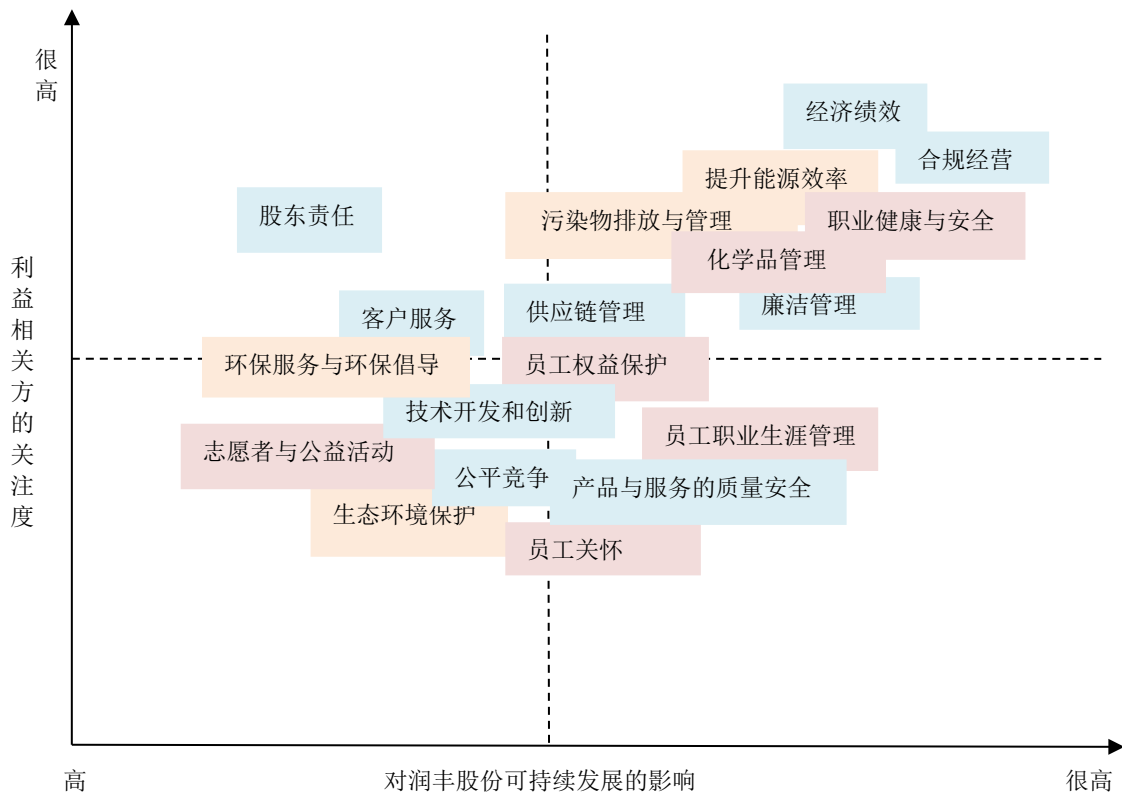 很高
经济绩效
合规经营
提升能源效率
股东责任
污染物排放与管理
职业健康与安全
化学品管理
廉洁管理
客户服务
供应链管理
利益相关方的关注度
环保服务与环保倡导
员工权益保护
技术开发和创新
员工职业生涯管理
志愿者与公益活动
公平竞争
产品与服务的质量安全
生态环境保护
员工关怀
高
对润丰股份可持续发展的影响
很高